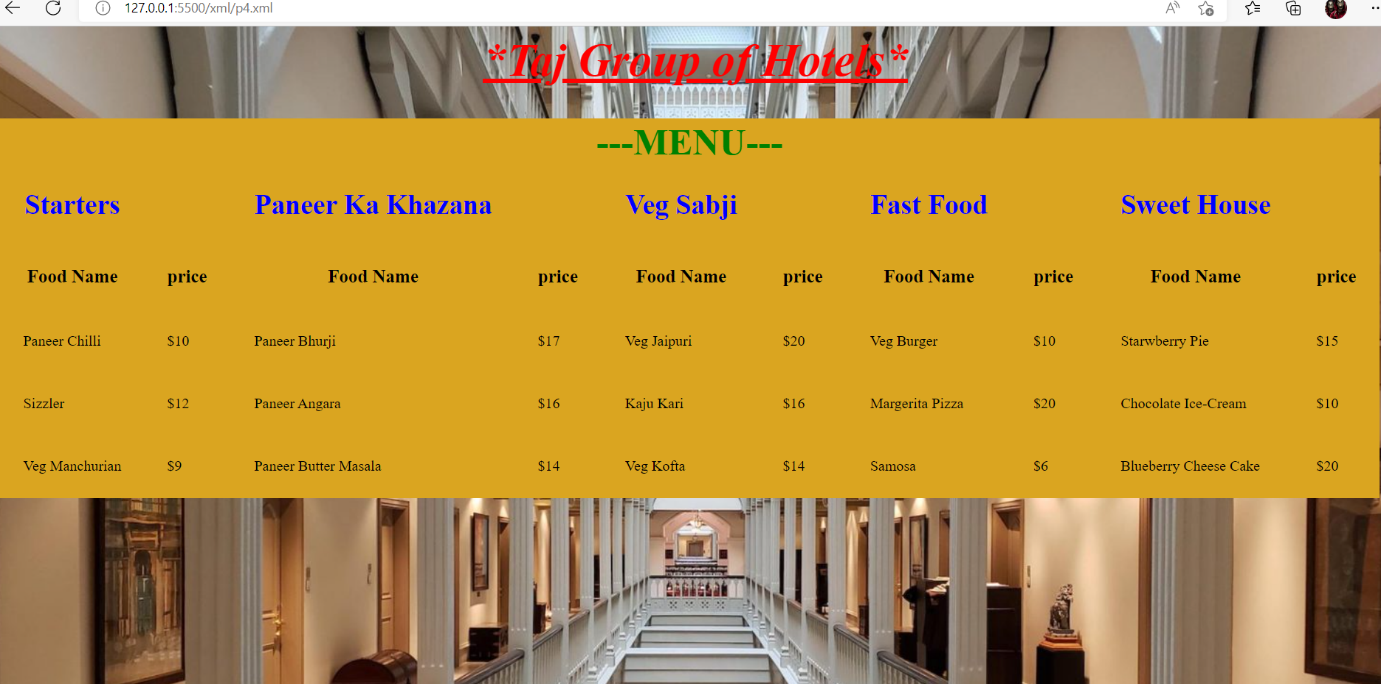 127.0.0.1:5500/xml/p4.xml
*Taj Group of Hotels*
---MENU---
Starters Paneer Ka Khazana Veg Sabji Fast Food Sweet House
Food Name price Food Name price Food Name price Food Name price Food Name price
Paneer Chilli $10 Paneer Bhurji $17 Veg Jaipuri $20 Veg Burger $10 Starwberry Pie $15
Sizzler $12 Paneer Angara $16 Kaju Kari $16 Margerita Pizza $20 Chocolate Ice-Cream $10
Veg Manchurian $9 Paneer Butter Masala $14 Veg Kofta $14 Samosa $6 Blueberry Cheese Cake $20